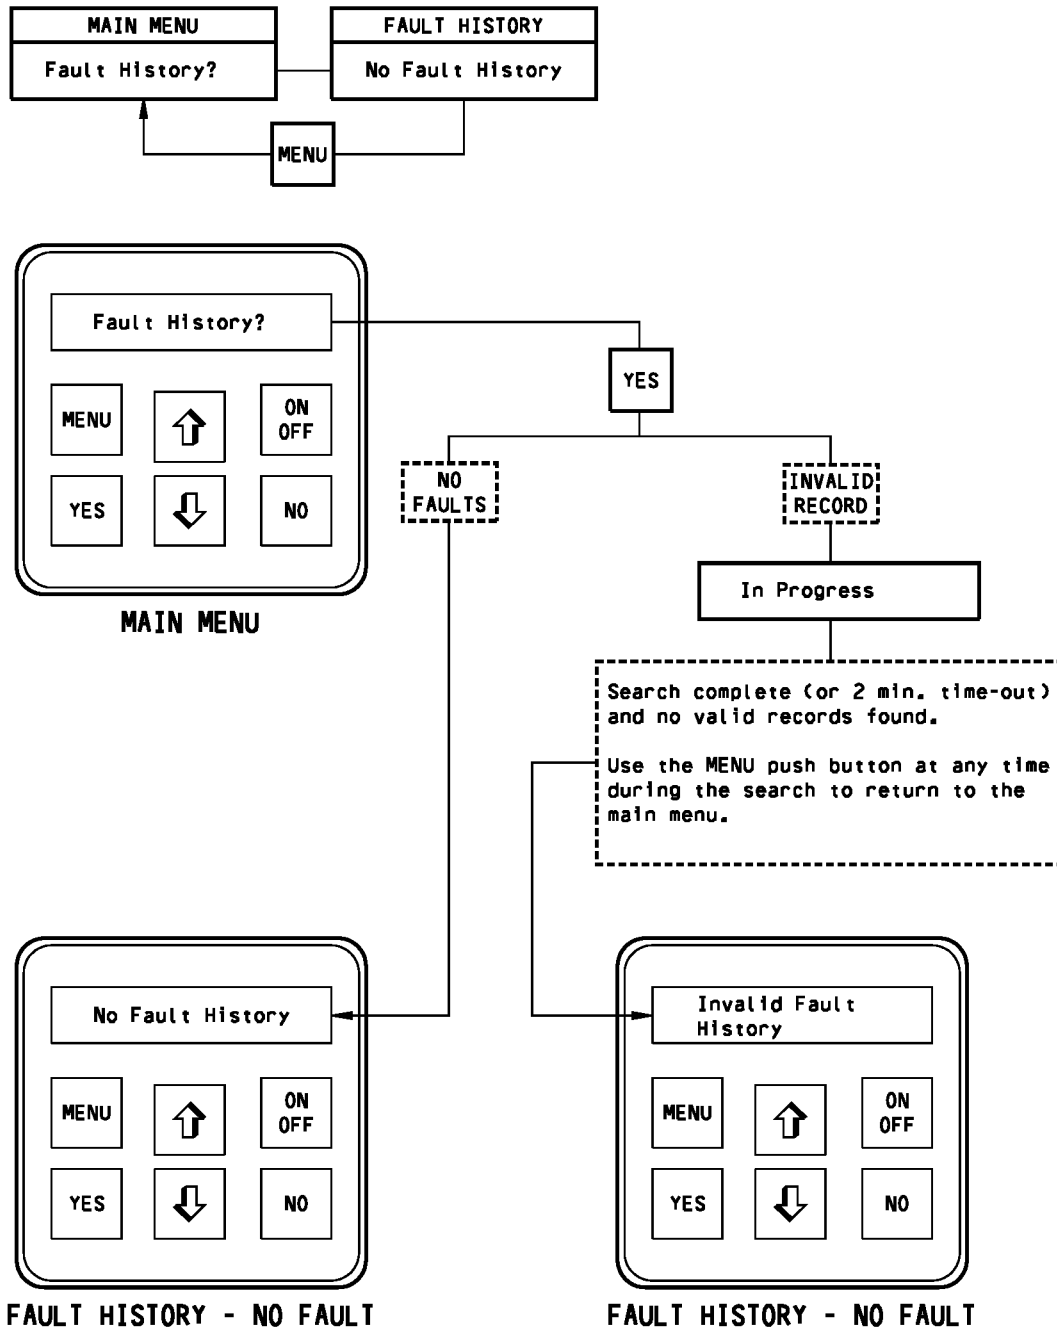 MAIN MENU
Fault History?
FAULT HISTORY
No Fault History
MENU
Fault History?
MENU
ON
OFF
YES
NO
MAIN MENU
YES
NO
FAULTS
INVALID
RECORD
In Progress
Search complete (or 2 min. time-out)
and no valid records found.
Use the MENU push button at any time
during the search to return to the
main menu.
No Fault History
MENU
ON
OFF
YES
NO
FAULT HISTORY - NO FAULT
Invalid Fault
History
MENU
ON
OFF
YES
NO
FAULT HISTORY - NO FAULT